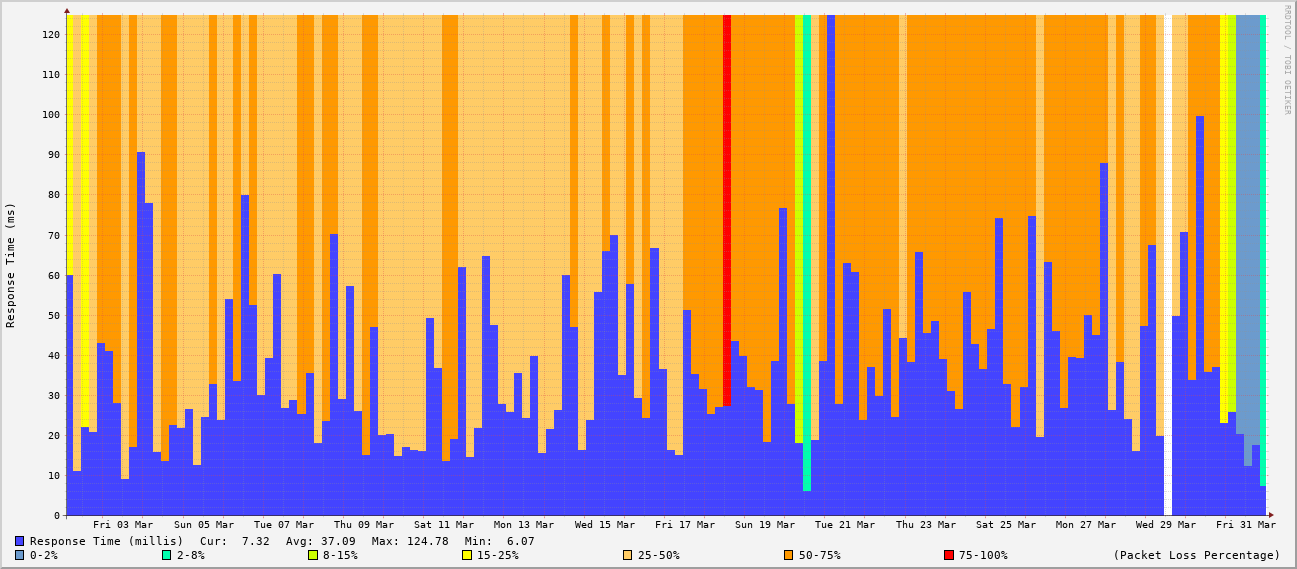 RRDTOOL / TOBI OETIKER
Response Time (ms)
120
110
100
90
80
70
60
50
40
30
20
10
0
Fri 03 Mar Sun 05 Mar Tue 07 Mar Thu 09 Mar Sat 11 Mar Mon 13 Mar Wed 15 Mar Fri 17 Mar Sun 19 Mar Tue 21 Mar Thu 23 Mar Sat 25 Mar Mon 27 Mar Wed 29 Mar Fri 31 Mar
Response Time (millis) Cur: 7.32 Avg: 37.09 Max: 124.78 Min: 6.07
0-2% 2-8% 8-15% 15-25% 25-50% 50-75% 75-100% (Packet Loss Percentage)